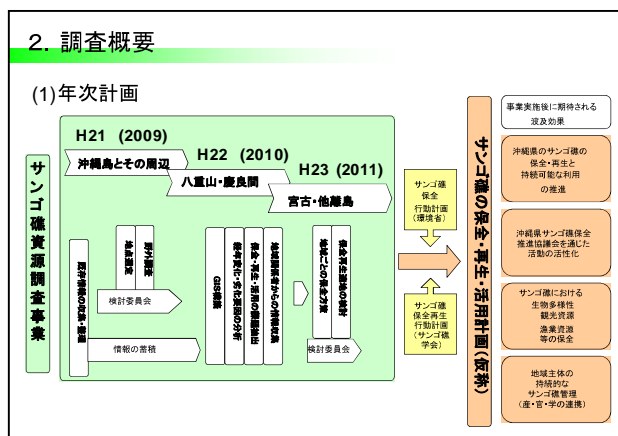 2．調査概要
(1)年次計画
サンゴ礁資源調査事業
H21 (2009)
沖縄島とその周辺
H22 (2010)
八重山・慶良間
H23 (2011)
宮古・他離島
既存情報の収集・整理
地点選定
野外調査
検討委員会
情報の蓄積
GIS構築
経年変化・劣化要因の分析
保全・再生・活用の課題抽出
地域関係者からの情報収集
地域ごとの保全方策
保全再生適地の検討
検討委員会
サンゴ礁
保全
行動計画
(環境省)
サンゴ礁
保全再生
行動計画
(サンゴ礁
学会)
サンゴ礁の保全・再生・活用計画(仮称)
事業実施後に期待される
波及効果
沖縄県のサンゴ礁の
保全・再生と
持続可能な利用
の推進
沖縄県サンゴ礁保全
推進協議会を通じた
活動の活性化
サンゴ礁における
生物多様性
観光資源
漁業資源
等の保全
地域主体の
持続的な
サンゴ礁管理
(産・官・学の連携)